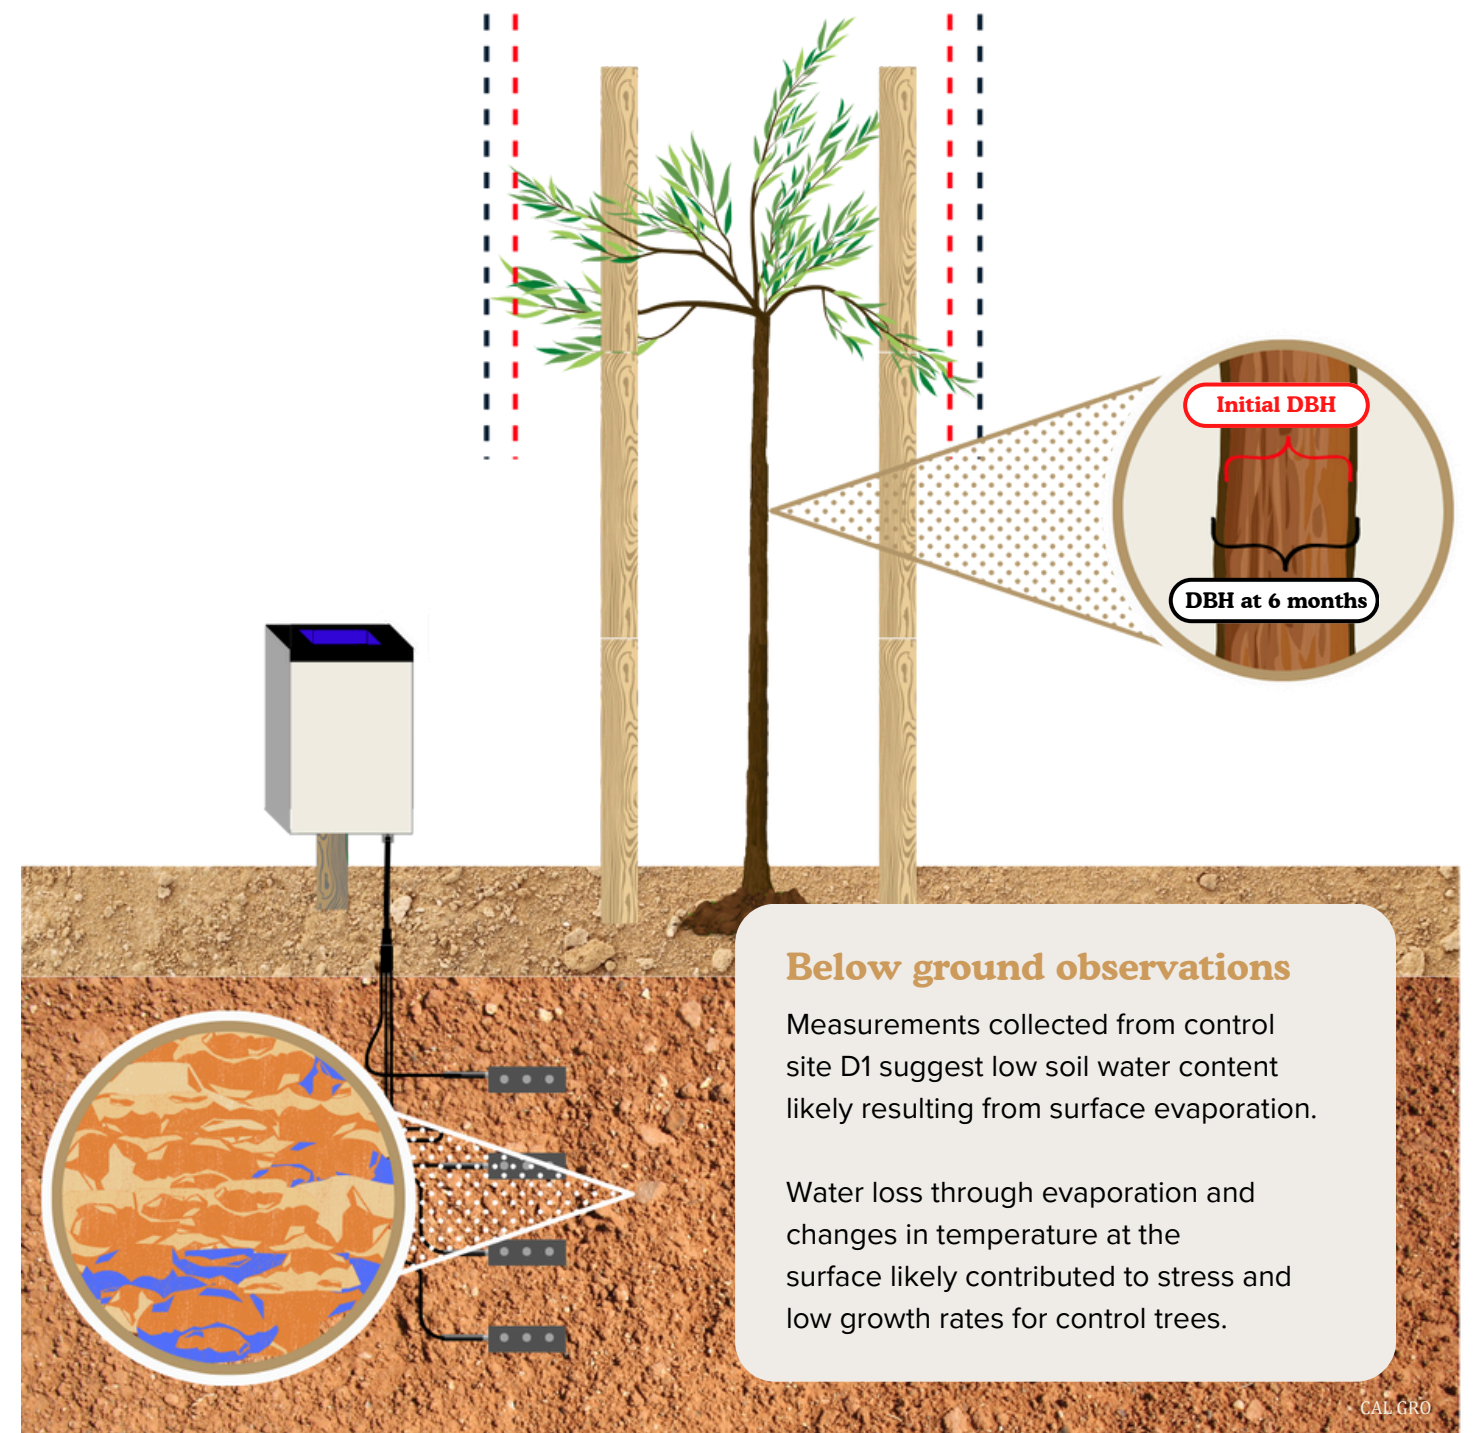 Initial DBH
DBH at 6 months
Below ground observations
Measurements collected from control
site D1 suggest low soil water content
likely resulting from surface evaporation.
Water loss through evaporation and
changes in temperature at the
surface likely contributed to stress and
low growth rates for control trees.
CAL GRO